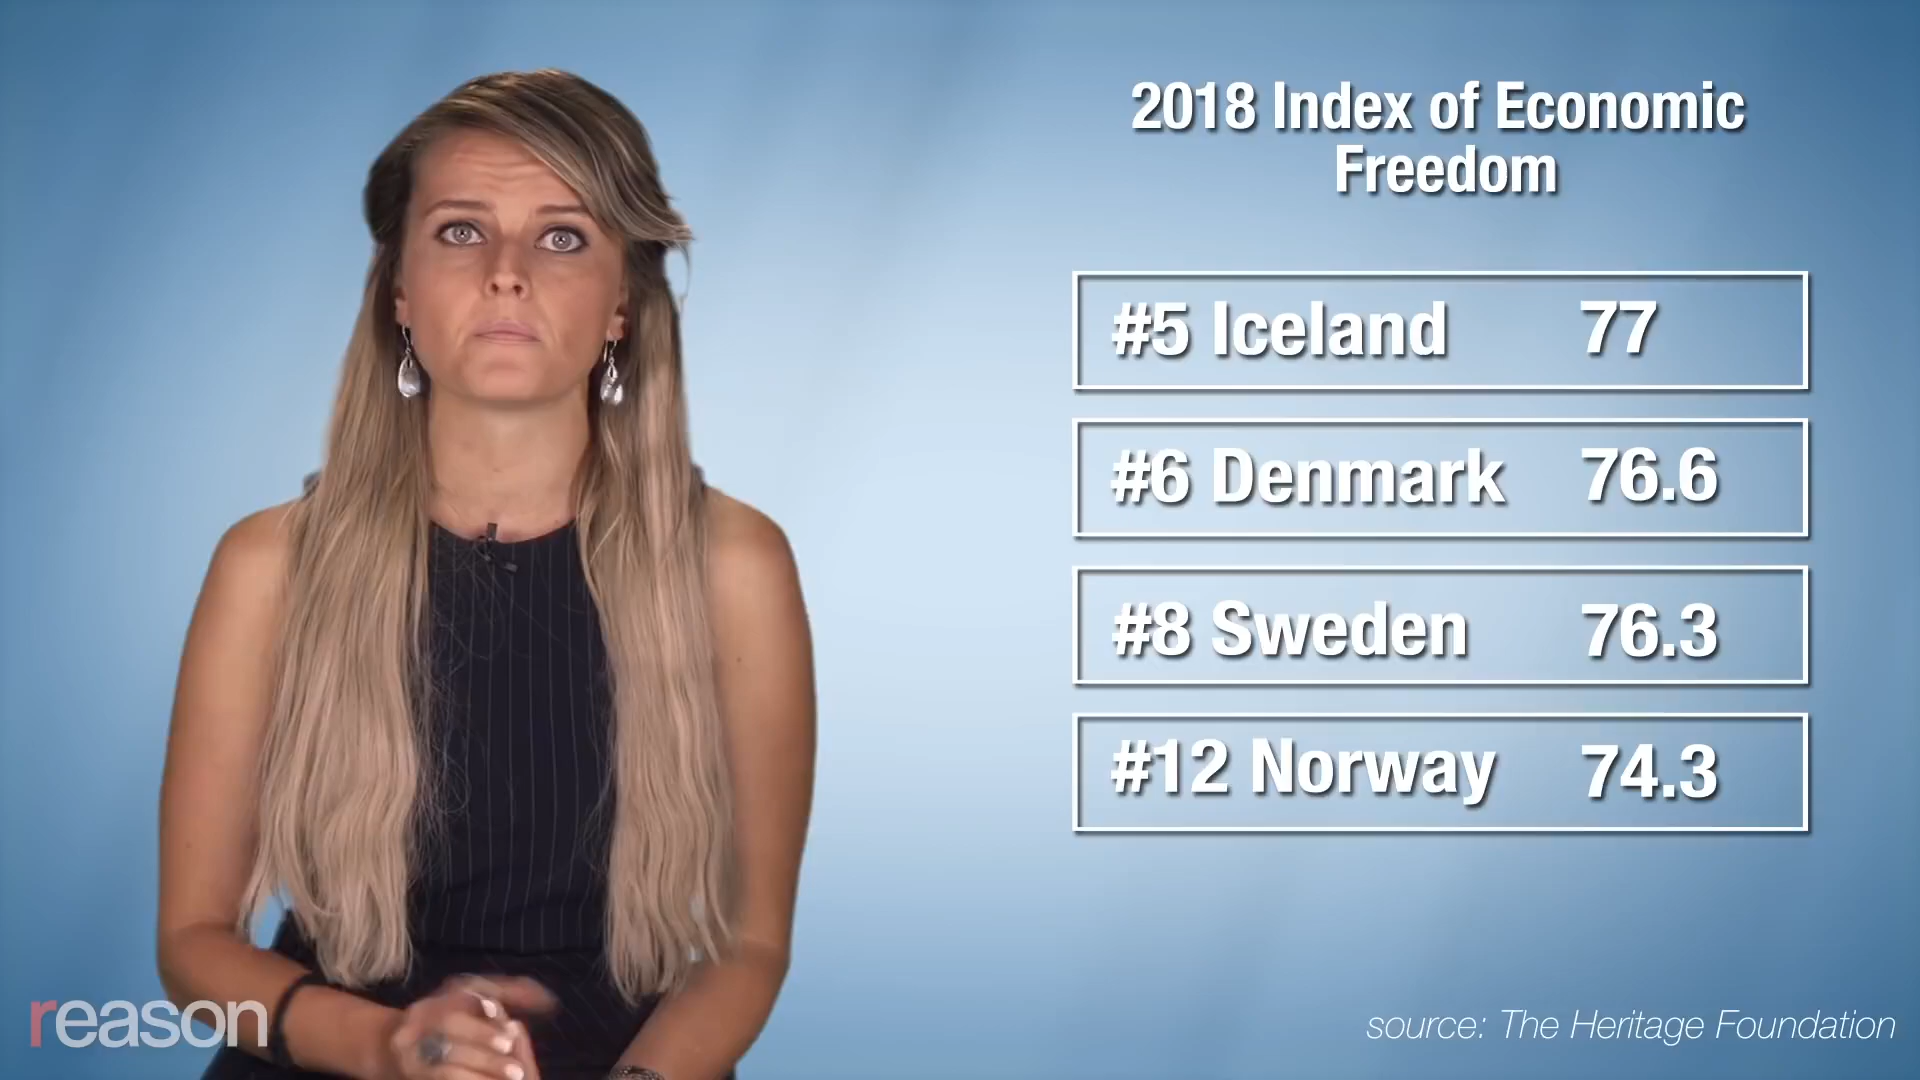 2018 Index of Economic
Freedom
#5 Iceland 77
#6 Denmark 76.6
#8 Sweden 76.3
#12 Norway 74.3
reason
source: The Heritage Foundation